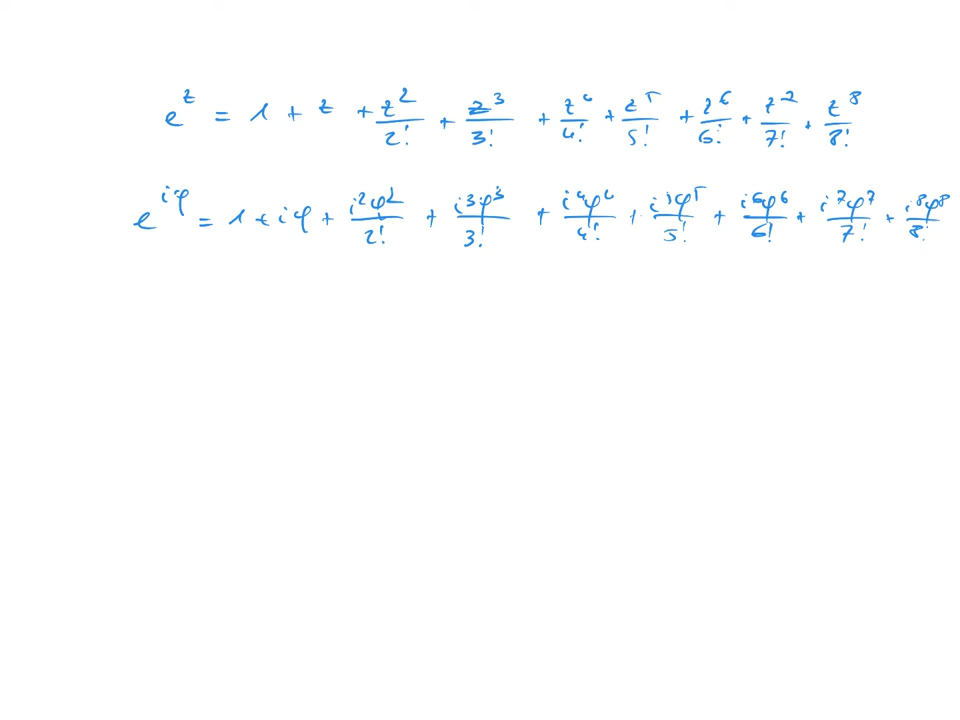 e^z = 1 + z + z^2/2! + z^3/3! + z^4/4! + z^5/5! + z^6/6! + z^7/7! + z^8/8!
e^{iφ} = 1 + iφ + i^2φ^2/2! + i^3φ^3/3! + i^4φ^4/4! + i^5φ^5/5! + i^6φ^6/6! + i^7φ^7/7! + i^8φ^8/8!